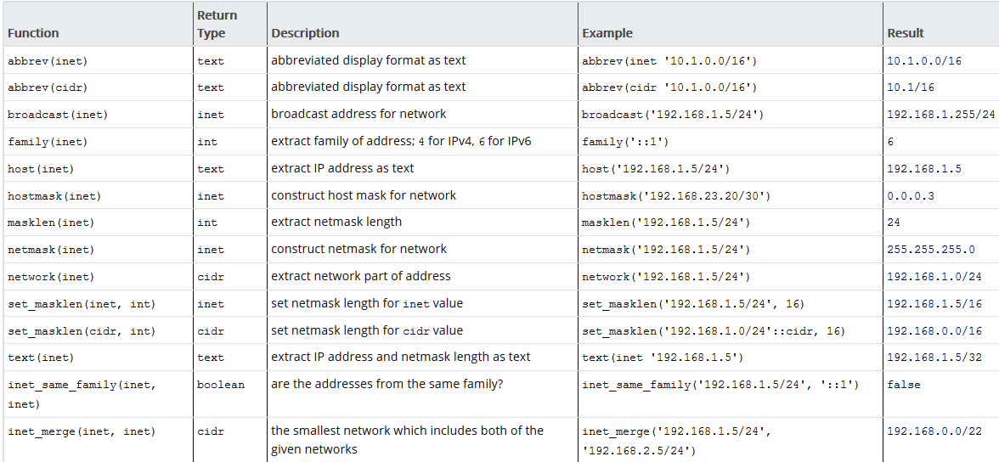 Function Return Type Description Example Result
abbrev(inet) text abbreviated display format as text abbrev(inet '10.1.0.0/16') 10.1.0.0/16
abbrev(cidr) text abbreviated display format as text abbrev(cidr '10.1.0.0/16') 10.1/16
broadcast(inet) inet broadcast address for network broadcast('192.168.1.5/24') 192.168.1.255/24
family(inet) int extract family of address; 4 for IPv4, 6 for IPv6 family('::1') 6
host(inet) text extract IP address as text host('192.168.1.5/24') 192.168.1.5
hostmask(inet) inet construct host mask for network hostmask('192.168.23.20/30') 0.0.0.3
masklen(inet) int extract netmask length masklen('192.168.1.5/24') 24
netmask(inet) inet construct netmask for network netmask('192.168.1.5/24') 255.255.255.0
network(inet) cidr extract network part of address network('192.168.1.5/24') 192.168.1.0/24
set_masklen(inet, int) inet set netmask length for inet value set_masklen('192.168.1.5/24', 16) 192.168.1.5/16
set_masklen(cidr, int) cidr set netmask length for cidr value set_masklen('192.168.1.0/24'::cidr, 16) 192.168.0.0/16
text(inet) text extract IP address and netmask length as text text(inet '192.168.1.5') 192.168.1.5/32
inet_same_family(inet, inet) boolean are the addresses from the same family? inet_same_family('192.168.1.5/24', '::1') false
inet_merge(inet, inet) cidr the smallest network which includes both of the given networks inet_merge('192.168.1.5/24', '192.168.2.5/24') 192.168.0.0/22